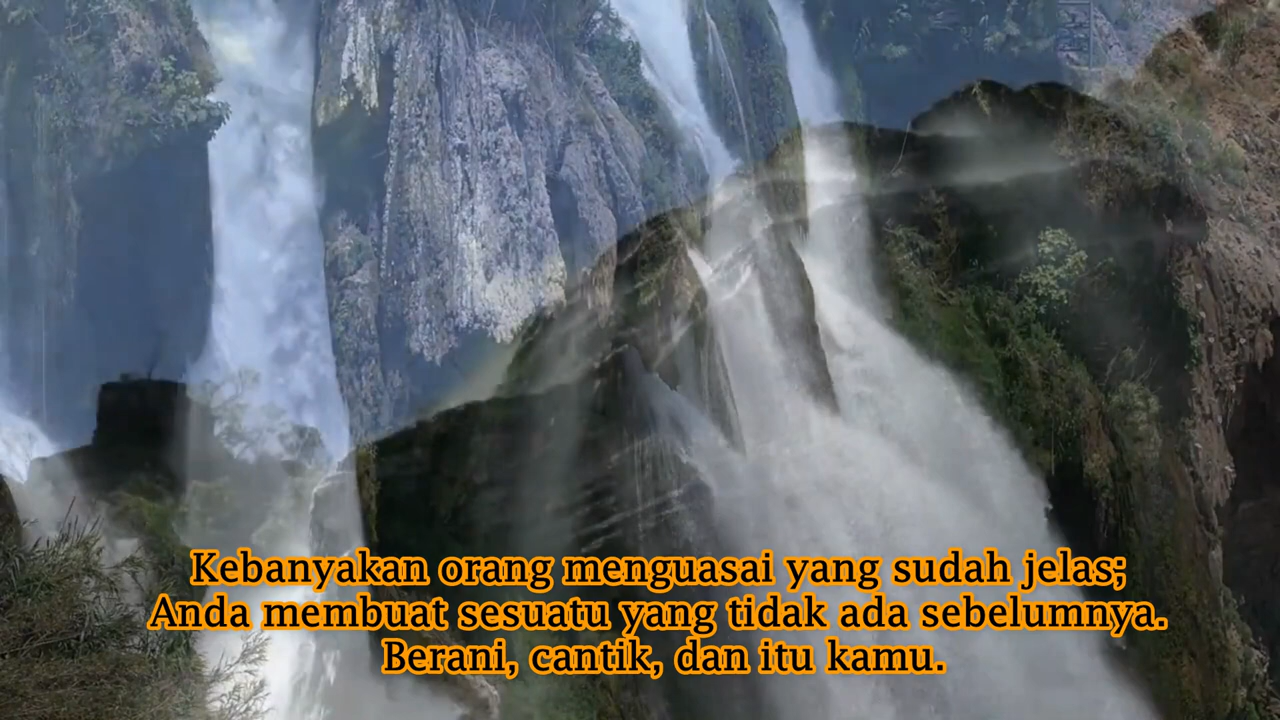 Kebanyakan orang menguasai yang sudah jelas;
Anda membuat sesuatu yang tidak ada sebelumnya.
Berani, cantik, dan itu kamu.